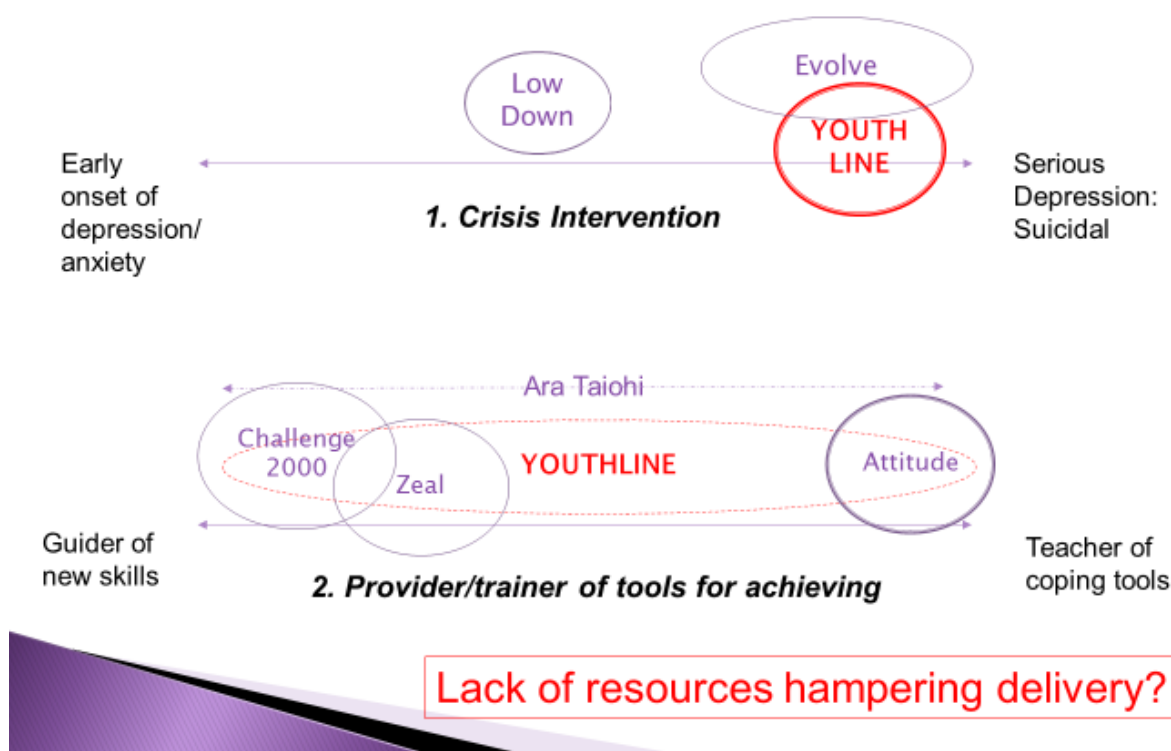 Evolve
Low
Down
YOUTH
LINE
Early
onset of
depression/
anxiety
Serious
Depression:
Suicidal
1. Crisis Intervention
Ara Taiohi
Challenge
2000
Zeal
YOUTHLINE
Attitude
Guider of
new skills
Teacher of
coping tools
2. Provider/trainer of tools for achieving
Lack of resources hampering delivery?